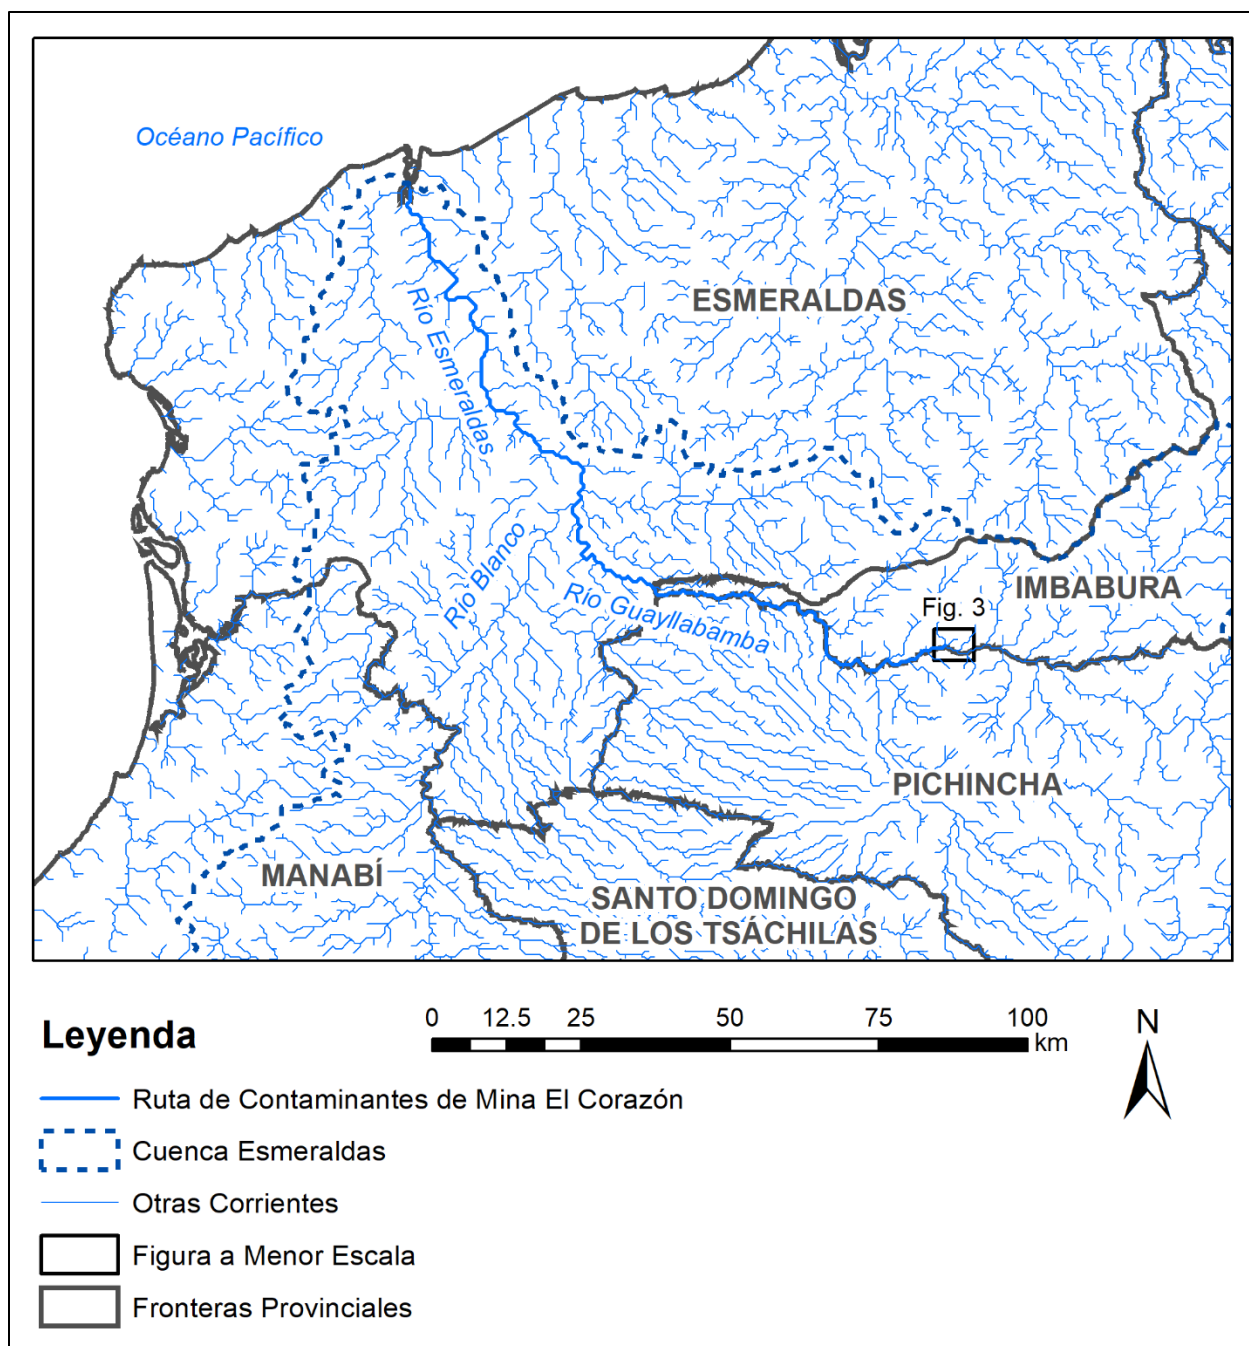 Océano Pacífico
ESMERALDAS
Río Esmeraldas
Río Blanco
Río Guayllabamba
IMBABURA
Fig. 3
PICHINCHA
MANABÍ
SANTO DOMINGO
DE LOS TSÁCHILAS
Leyenda
0 12.5 25 50 75 100
km
N
Ruta de Contaminantes de Mina El Corazón
Cuenca Esmeraldas
Otras Corrientes
Figura a Menor Escala
Fronteras Provinciales